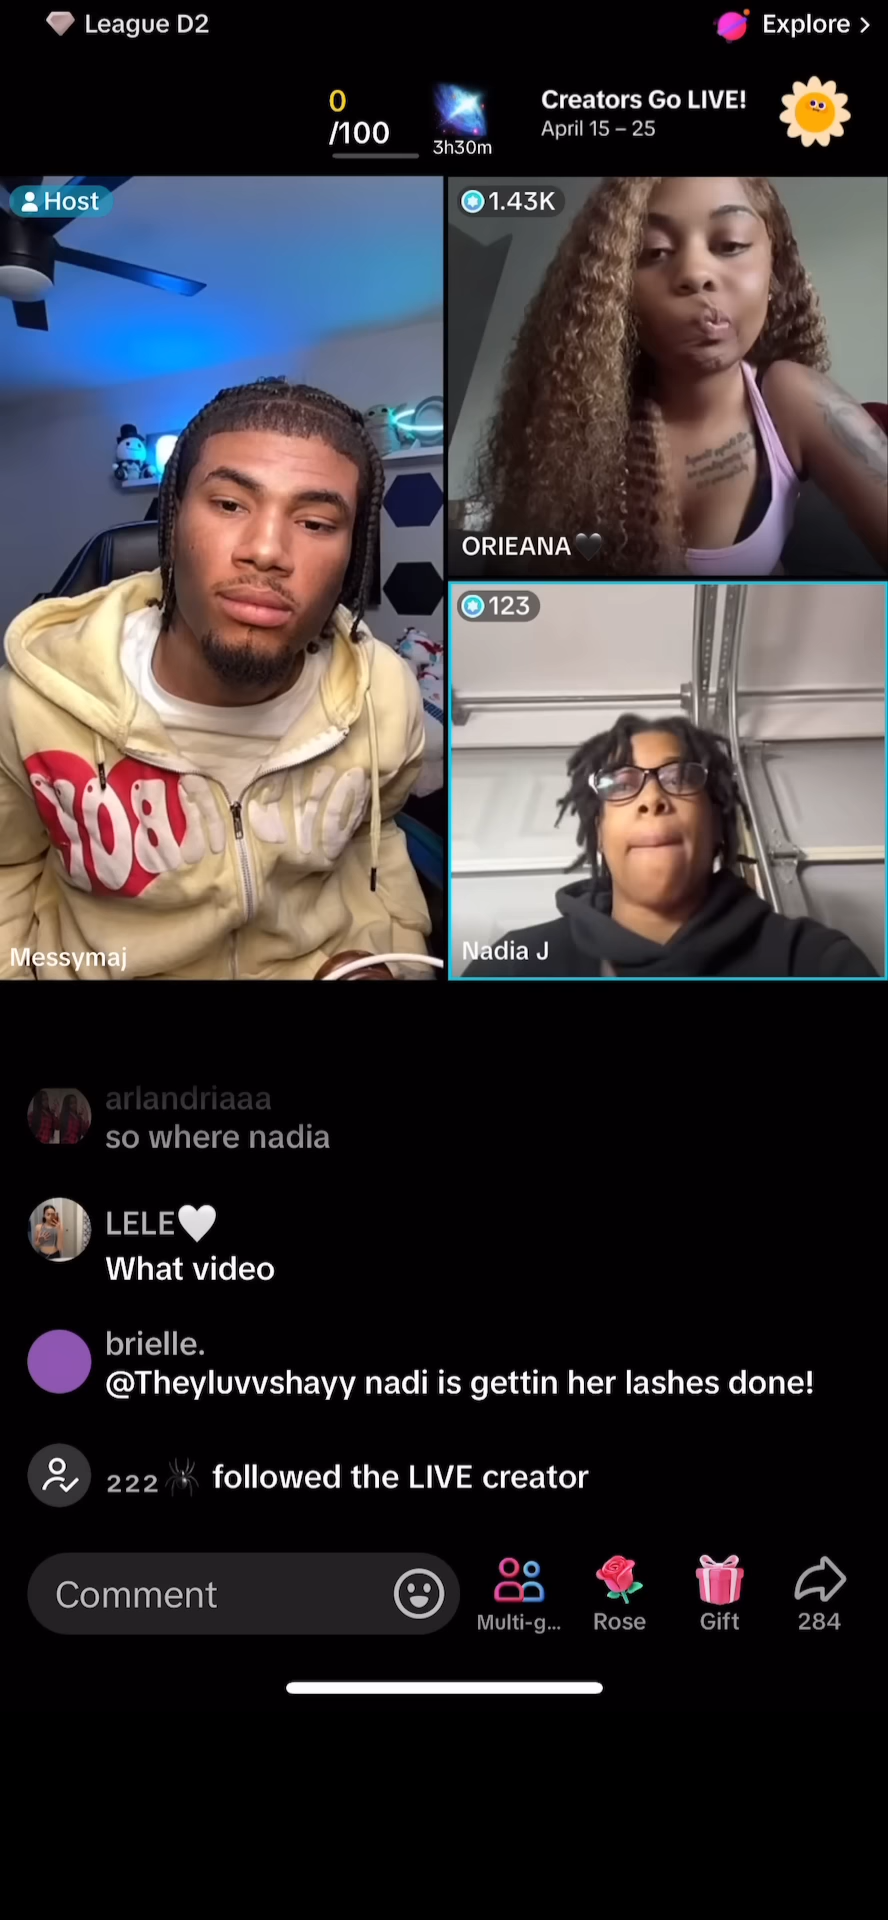 League D2
Explore >
0
/100
3h30m
Creators Go LIVE!
April 15 – 25
Host
1.43K
ORIEANA🖤
123
Messymaj
Nadia J
arlandriaaa
so where nadia
LELE🤍
What video
brielle.
@Theyluvvshayy nadi is gettin her lashes done!
222🕷 followed the LIVE creator
Comment
Multi-g...
Rose
Gift
284